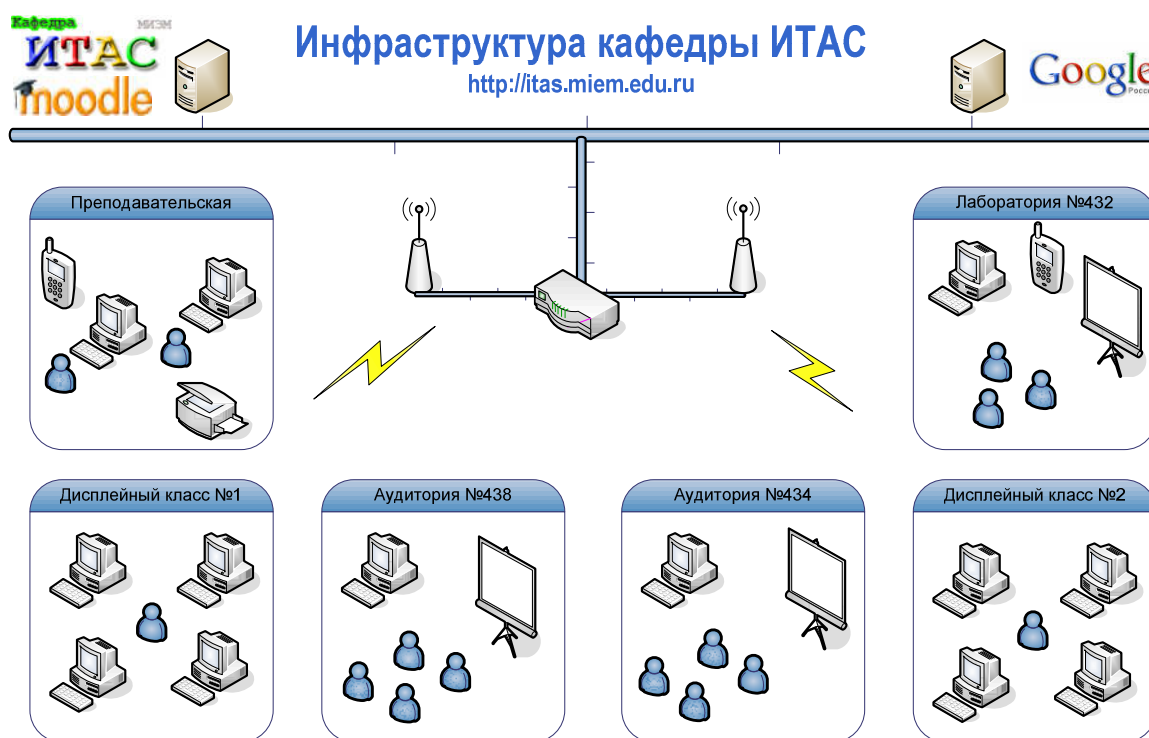 Кафедра МИЭМ
ИТАС
moodle
Инфраструктура кафедры ИТАС
http://itas.miem.edu.ru
Google
Росси
Преподавательская
Лаборатория №432
Дисплейный класс №1
Аудитория №438
Аудитория №434
Дисплейный класс №2